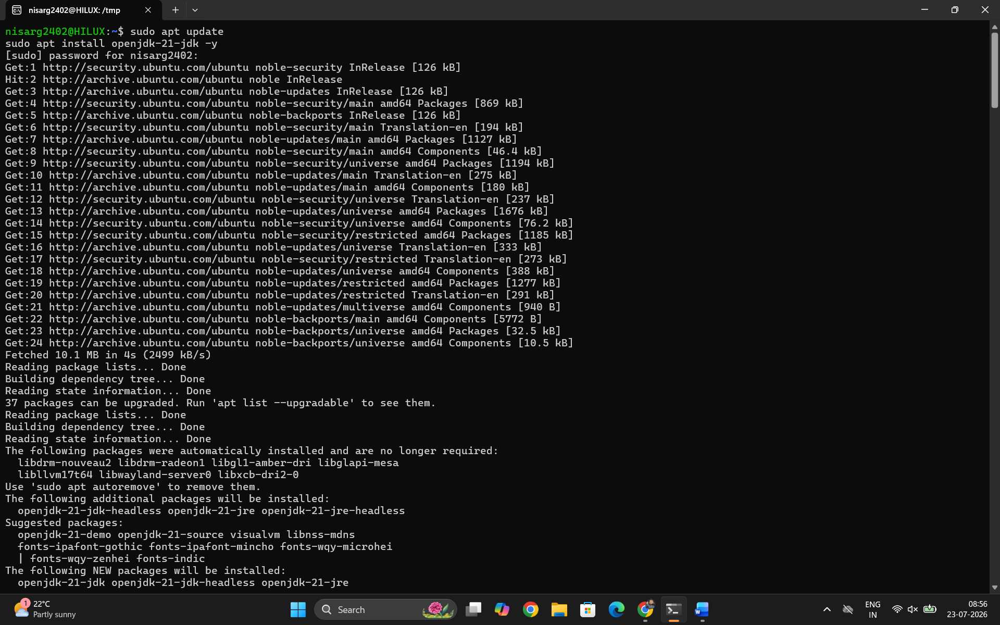 nisarg2402@HILUX: /tmp
nisarg2402@HILUX:~$ sudo apt update
sudo apt install openjdk-21-jdk -y
[sudo] password for nisarg2402:
Get:1 http://security.ubuntu.com/ubuntu noble-security InRelease [126 kB]
Hit:2 http://archive.ubuntu.com/ubuntu noble InRelease
Get:3 http://archive.ubuntu.com/ubuntu noble-updates InRelease [126 kB]
Get:4 http://security.ubuntu.com/ubuntu noble-security/main amd64 Packages [869 kB]
Get:5 http://archive.ubuntu.com/ubuntu noble-backports InRelease [126 kB]
Get:6 http://security.ubuntu.com/ubuntu noble-security/main Translation-en [194 kB]
Get:7 http://archive.ubuntu.com/ubuntu noble-updates/main amd64 Packages [1127 kB]
Get:8 http://security.ubuntu.com/ubuntu noble-security/main amd64 Components [46.4 kB]
Get:9 http://security.ubuntu.com/ubuntu noble-security/universe amd64 Packages [1194 kB]
Get:10 http://archive.ubuntu.com/ubuntu noble-updates/main Translation-en [275 kB]
Get:11 http://archive.ubuntu.com/ubuntu noble-updates/main amd64 Components [180 kB]
Get:12 http://security.ubuntu.com/ubuntu noble-security/universe Translation-en [237 kB]
Get:13 http://archive.ubuntu.com/ubuntu noble-updates/universe amd64 Packages [1676 kB]
Get:14 http://security.ubuntu.com/ubuntu noble-security/universe amd64 Components [76.2 kB]
Get:15 http://security.ubuntu.com/ubuntu noble-security/restricted amd64 Packages [1185 kB]
Get:16 http://archive.ubuntu.com/ubuntu noble-updates/universe Translation-en [333 kB]
Get:17 http://security.ubuntu.com/ubuntu noble-security/restricted Translation-en [273 kB]
Get:18 http://archive.ubuntu.com/ubuntu noble-updates/universe amd64 Components [388 kB]
Get:19 http://archive.ubuntu.com/ubuntu noble-updates/restricted amd64 Packages [1277 kB]
Get:20 http://archive.ubuntu.com/ubuntu noble-updates/restricted Translation-en [291 kB]
Get:21 http://archive.ubuntu.com/ubuntu noble-updates/multiverse amd64 Components [940 B]
Get:22 http://archive.ubuntu.com/ubuntu noble-backports/main amd64 Components [5772 B]
Get:23 http://archive.ubuntu.com/ubuntu noble-backports/universe amd64 Packages [32.5 kB]
Get:24 http://archive.ubuntu.com/ubuntu noble-backports/universe amd64 Components [10.5 kB]
Fetched 10.1 MB in 4s (2499 kB/s)
Reading package lists... Done
Building dependency tree... Done
Reading state information... Done
37 packages can be upgraded. Run 'apt list --upgradable' to see them.
Reading package lists... Done
Building dependency tree... Done
Reading state information... Done
The following packages were automatically installed and are no longer required:
  libdrm-nouveau2 libdrm-radeon1 libgl1-amber-dri libglapi-mesa
  libllvm17t64 libwayland-server0 libxcb-dri2-0
Use 'sudo apt autoremove' to remove them.
The following additional packages will be installed:
  openjdk-21-jdk-headless openjdk-21-jre openjdk-21-jre-headless
Suggested packages:
  openjdk-21-demo openjdk-21-source visualvm libnss-mdns
  fonts-ipafont-gothic fonts-ipafont-mincho fonts-wqy-microhei
  | fonts-wqy-zenhei fonts-indic
The following NEW packages will be installed:
  openjdk-21-jdk openjdk-21-jdk-headless openjdk-21-jre
1
22°C
Partly sunny
Search
W
ENG
IN
08:56
23-07-2026